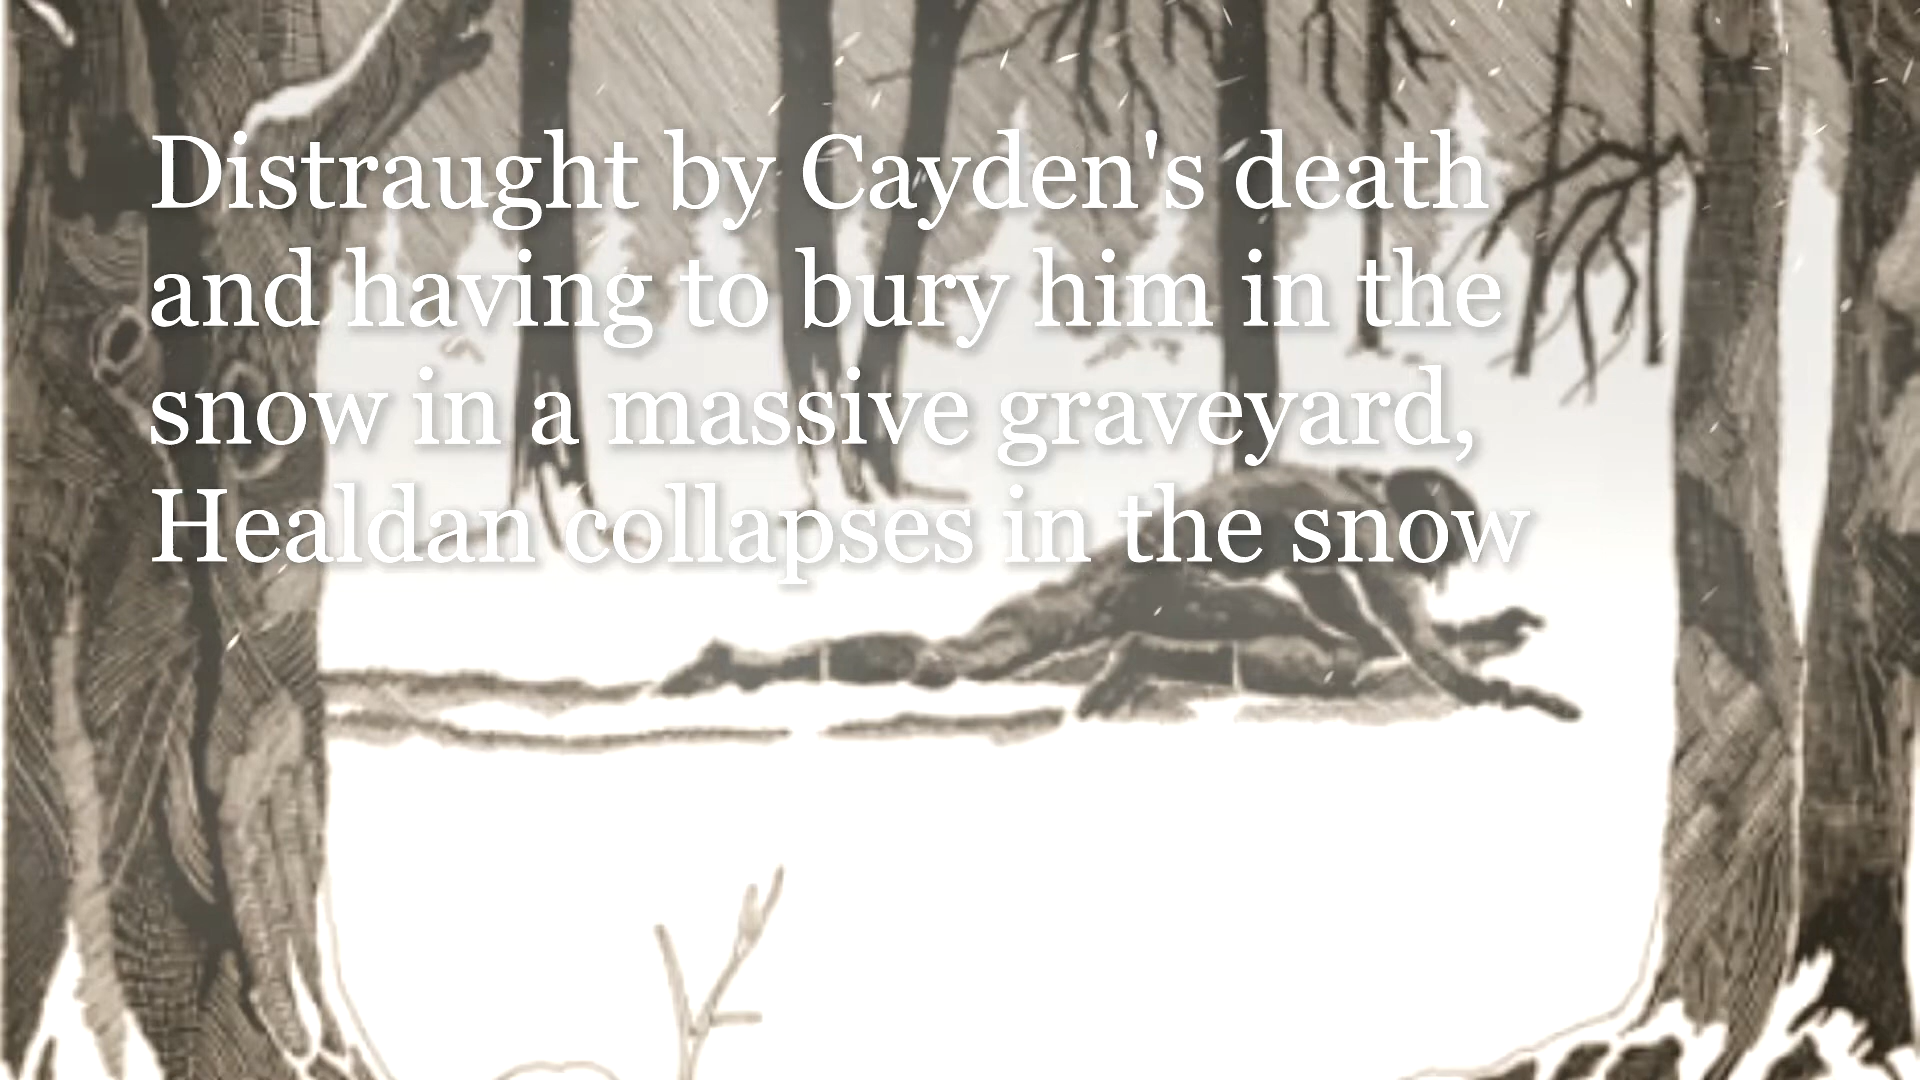 Distraught by Cayden's death
and having to bury him in the
snow in a massive graveyard,
Healdan collapses in the snow